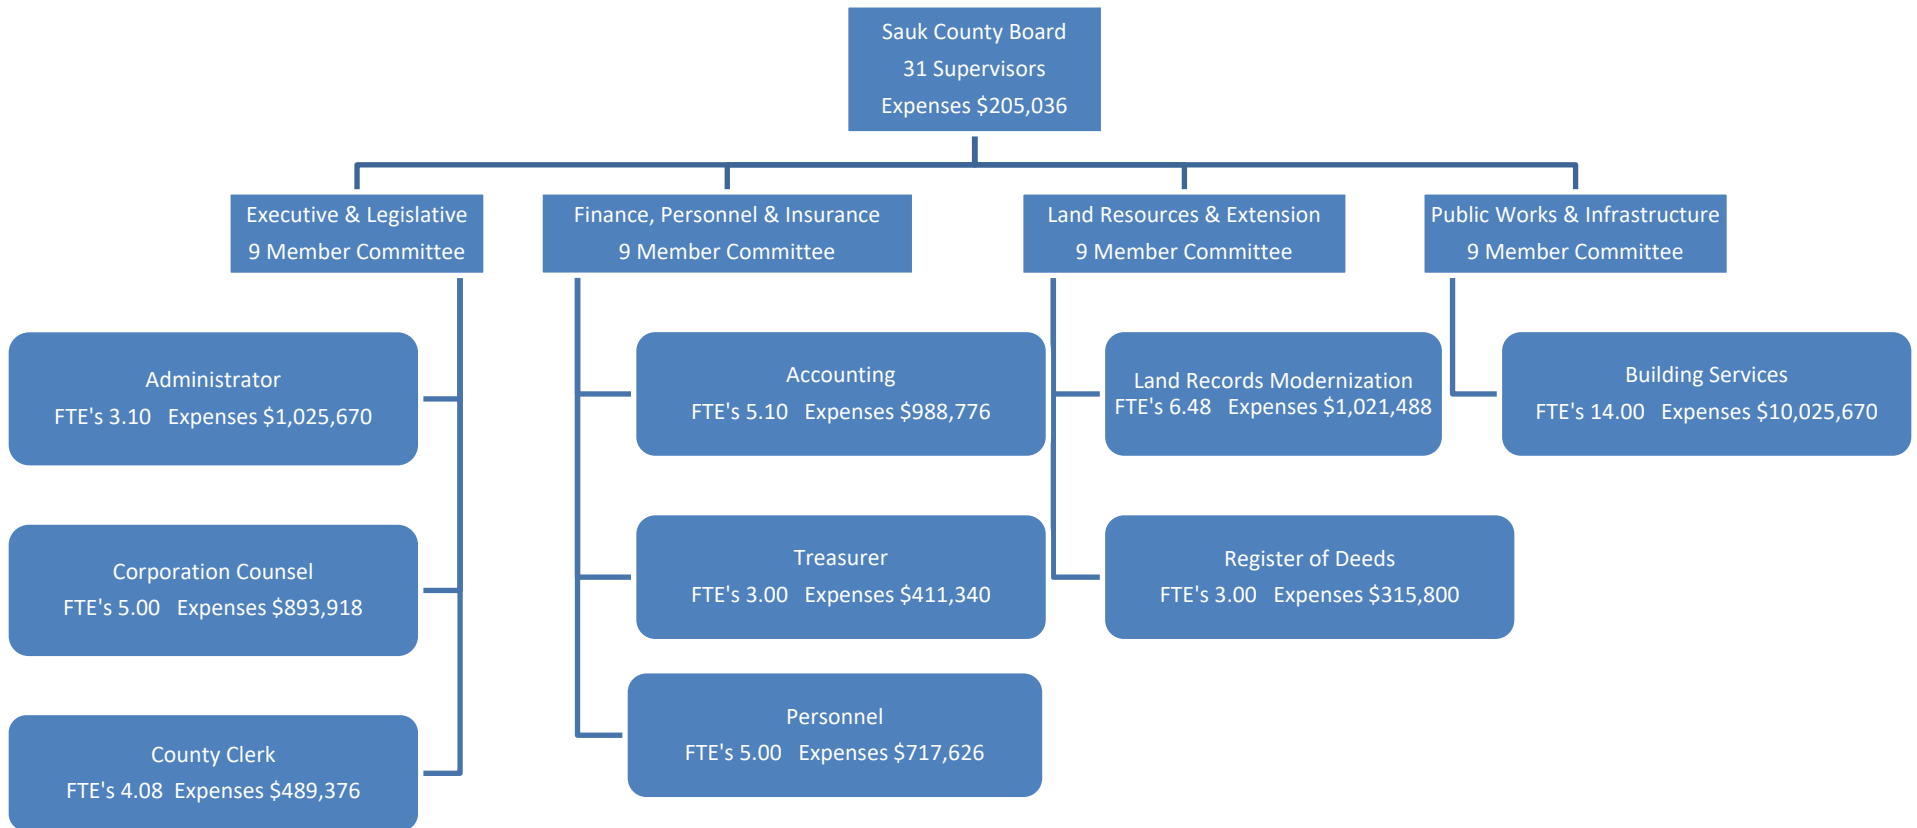 Sauk County Board
31 Supervisors
Expenses $205,036
Executive & Legislative
9 Member Committee
Finance, Personnel & Insurance
9 Member Committee
Land Resources & Extension
9 Member Committee
Public Works & Infrastructure
9 Member Committee
Administrator
FTE's 3.10 Expenses $1,025,670
Accounting
FTE's 5.10 Expenses $988,776
Land Records Modernization
FTE's 6.48 Expenses $1,021,488
Building Services
FTE's 14.00 Expenses $10,025,670
Corporation Counsel
FTE's 5.00 Expenses $893,918
Treasurer
FTE's 3.00 Expenses $411,340
Register of Deeds
FTE's 3.00 Expenses $315,800
County Clerk
FTE's 4.08 Expenses $489,376
Personnel
FTE's 5.00 Expenses $717,626